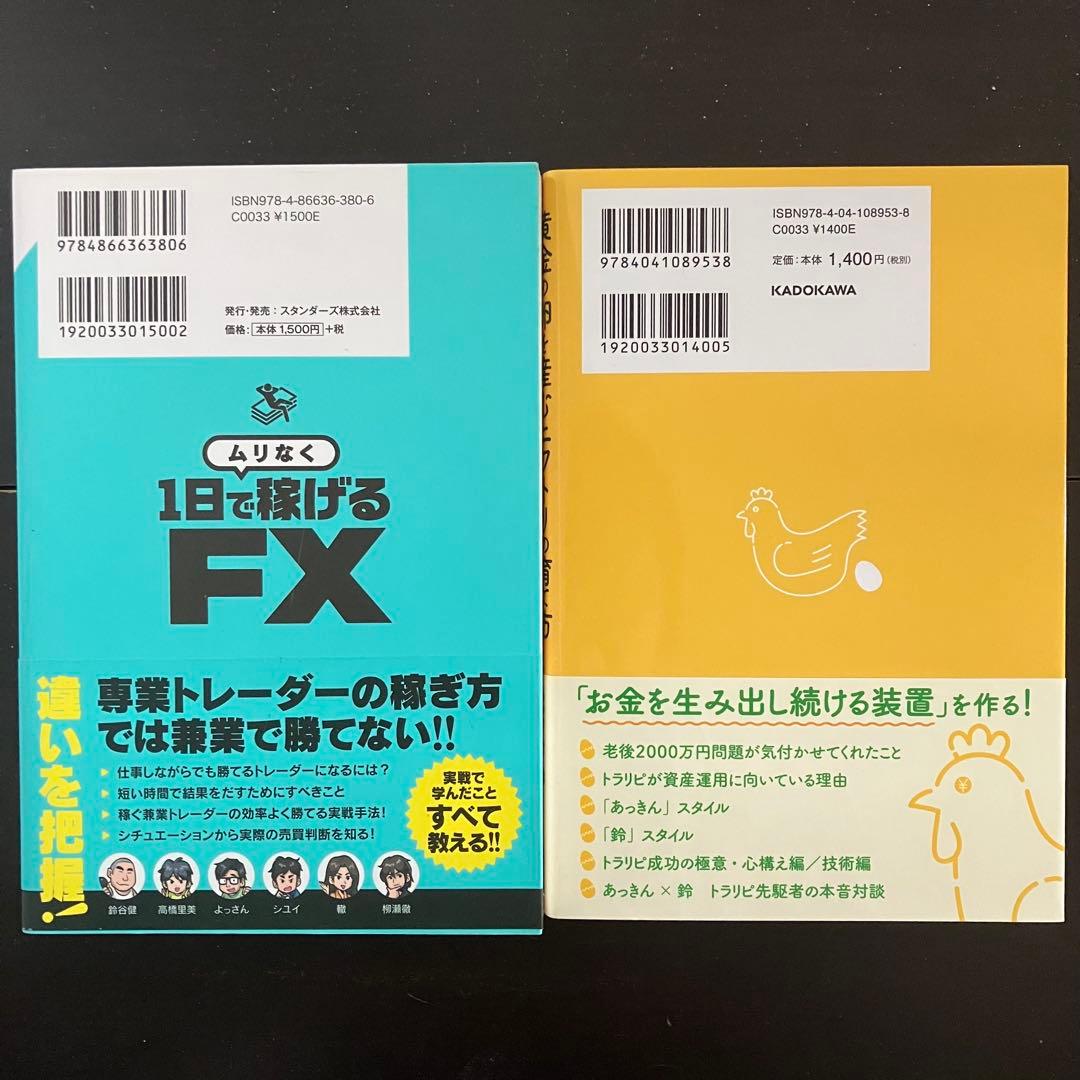 ISBN978-4-86636-380-6
C0033 ¥1500E
9784866363806
1920033015002
発行・発売：スタンダーズ株式会社
価格：本体 1,500円+税
ムリなく
1日で稼げる
FX
違いを把握！
専業トレーダーの稼ぎ方
では兼業で勝てない!!
仕事しながらでも勝てるトレーダーになるには？
短い時間で結果をだすためにすべきこと
稼ぐ兼業トレーダーの効率よく勝てる実戦手法！
シチュエーションから実際の売買判断を知る！
実戦で
学んだこと
すべて
教える!!
鈴谷健
高橋里美
よっさん
シユイ
轍
柳瀬徹
ISBN978-4-04-108953-8
C0033 ¥1400E
9784041089538
定価：本体 1,400円（税別）
KADOKAWA
1920033014005
「お金を生み出し続ける装置」を作る！
老後2000万円問題が気付かせてくれたこと
トラリピが資産運用に向いている理由
「あっきん」スタイル
「鈴」スタイル
トラリピ成功の極意・心構え編／技術編
あっきん×鈴 トラリピ先駆者の本音対談
¥